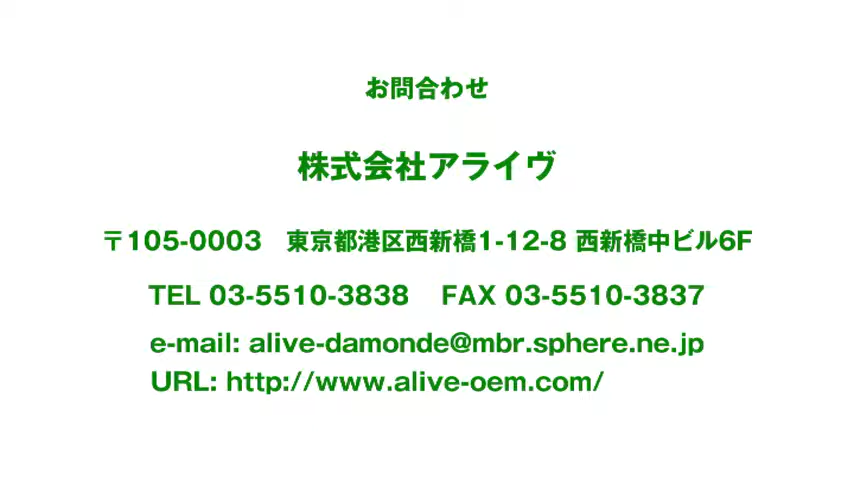 お問合わせ
株式会社アライヴ
〒105-0003　東京都港区西新橋1-12-8 西新橋中ビル6F
TEL 03-5510-3838　FAX 03-5510-3837
e-mail: alive-damonde@mbr.sphere.ne.jp
URL: http://www.alive-oem.com/